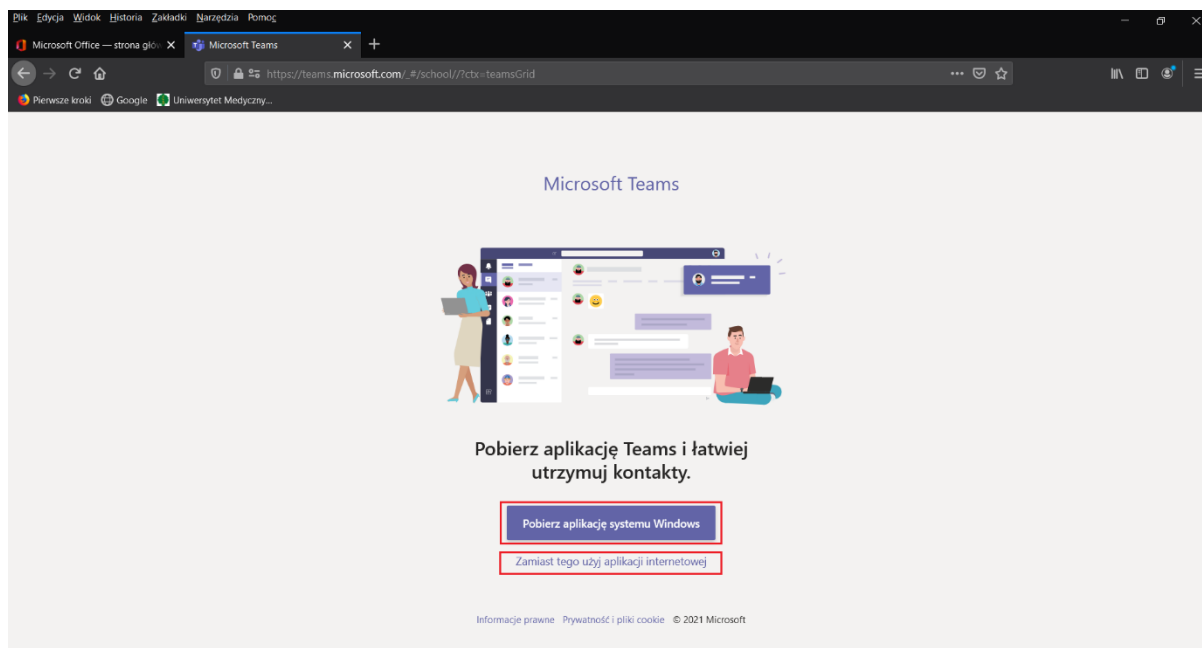 Plik Edycja Widok Historia Zakładki Narzędzia Pomoc
Microsoft Office — strona głów
Microsoft Teams
https://teams.microsoft.com/_#/school//?ctx=teamsGrid
Pierwsze kroki Google Uniwersytet Medyczny...
Microsoft Teams
Pobierz aplikację Teams i łatwiej
utrzymuj kontakty.
Pobierz aplikację systemu Windows
Zamiast tego użyj aplikacji internetowej
Informacje prawne Prywatność i pliki cookie © 2021 Microsoft